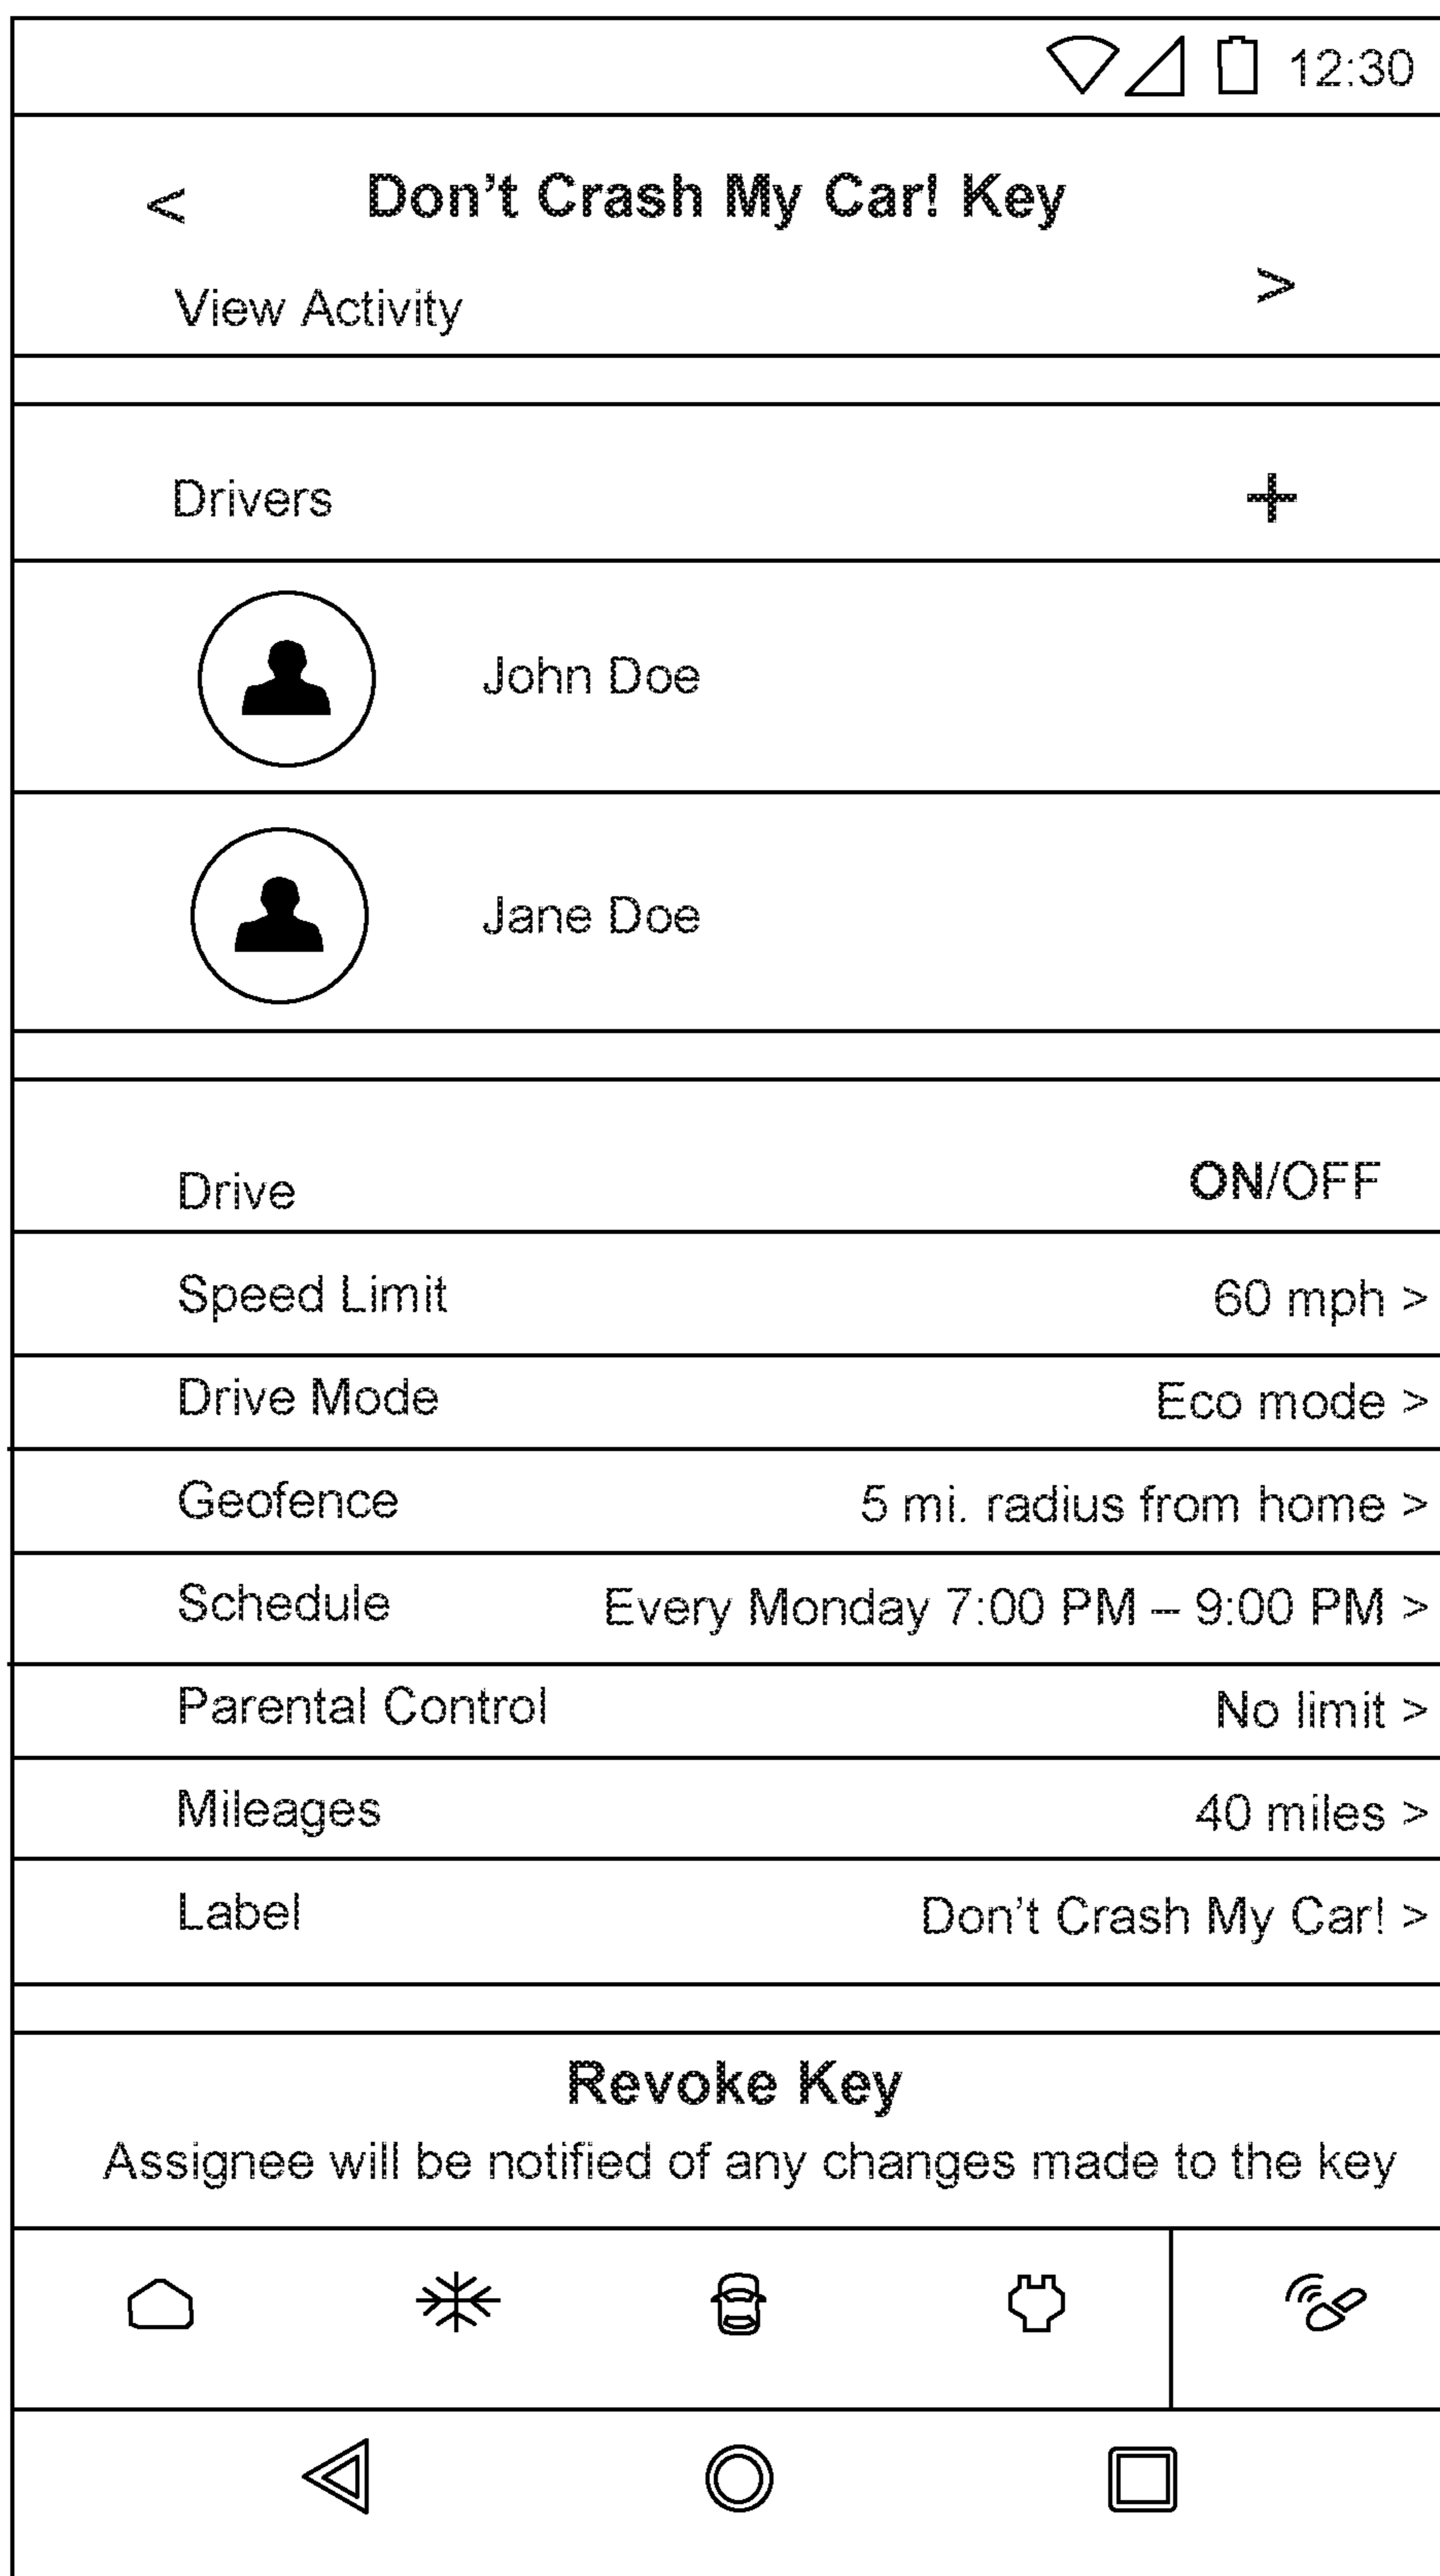 12:30
< Don't Crash My Car! Key
View Activity >
Drivers +
John Doe
Jane Doe
Drive ON/OFF
Speed Limit 60 mph >
Drive Mode Eco mode >
Geofence 5 mi. radius from home >
Schedule Every Monday 7:00 PM – 9:00 PM >
Parental Control No limit >
Mileages 40 miles >
Label Don't Crash My Car! >
Revoke Key
Assignee will be notified of any changes made to the key